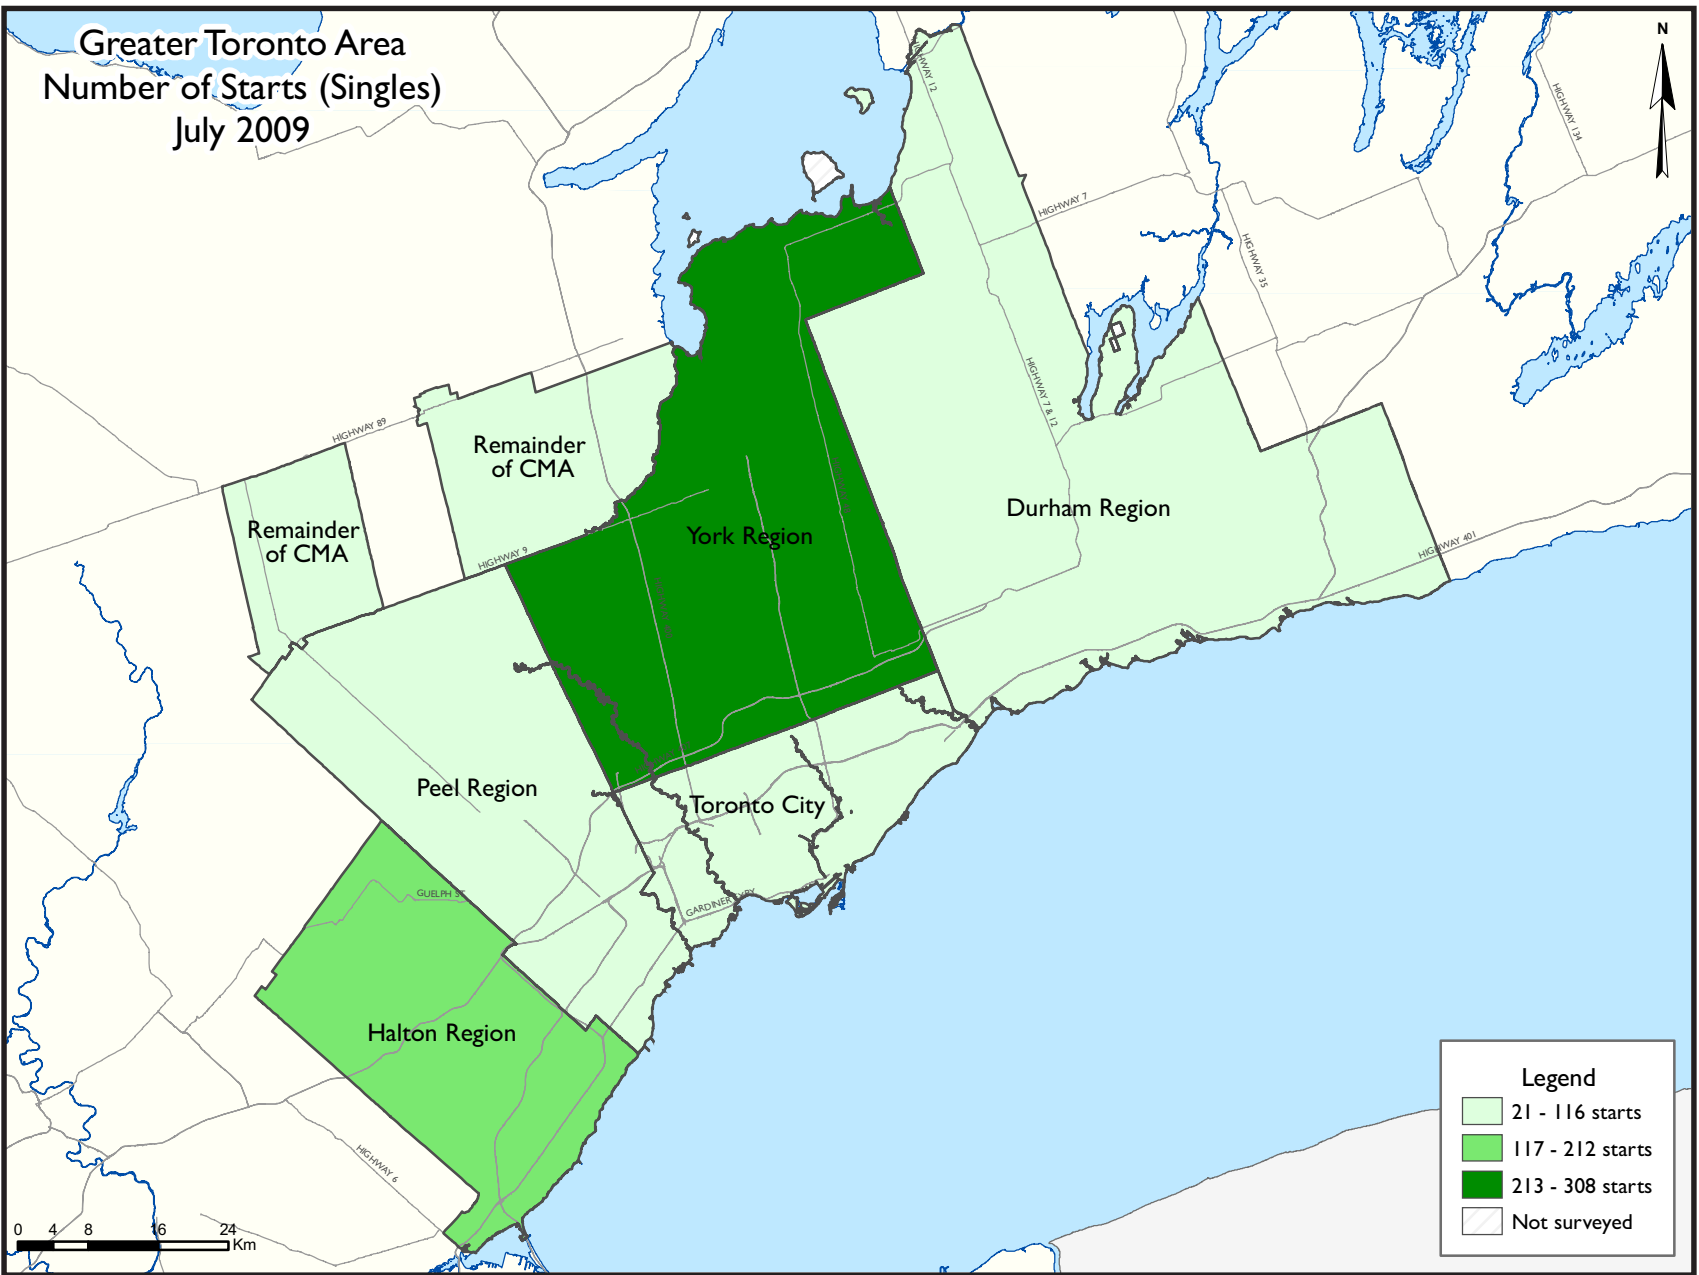 Greater Toronto Area
Number of Starts (Singles)
July 2009
N
HIGHWAY 12
HIGHWAY 134
HIGHWAY 7
HIGHWAY 35
HIGHWAY 7 & 12
HIGHWAY 89
Remainder
of CMA
Remainder
of CMA
York Region
Durham Region
HIGHWAY 9
HIGHWAY 401
Peel Region
Toronto City
GUELPH ST
Halton Region
HIGHWAY 6
0 4 8 16 24
Km
Legend
21 - 116 starts
117 - 212 starts
213 - 308 starts
Not surveyed